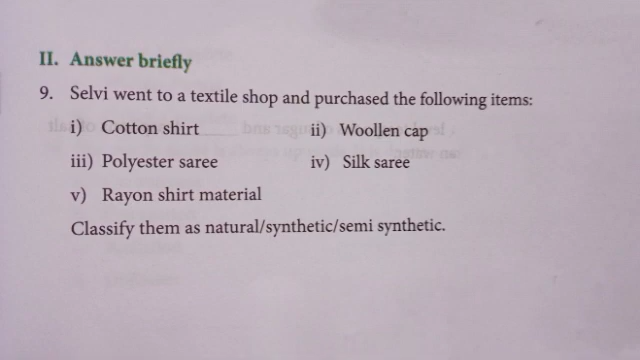 II. Answer briefly
9. Selvi went to a textile shop and purchased the following items:
i) Cotton shirt ii) Woollen cap
iii) Polyester saree iv) Silk saree
v) Rayon shirt material
Classify them as natural/synthetic/semi synthetic.